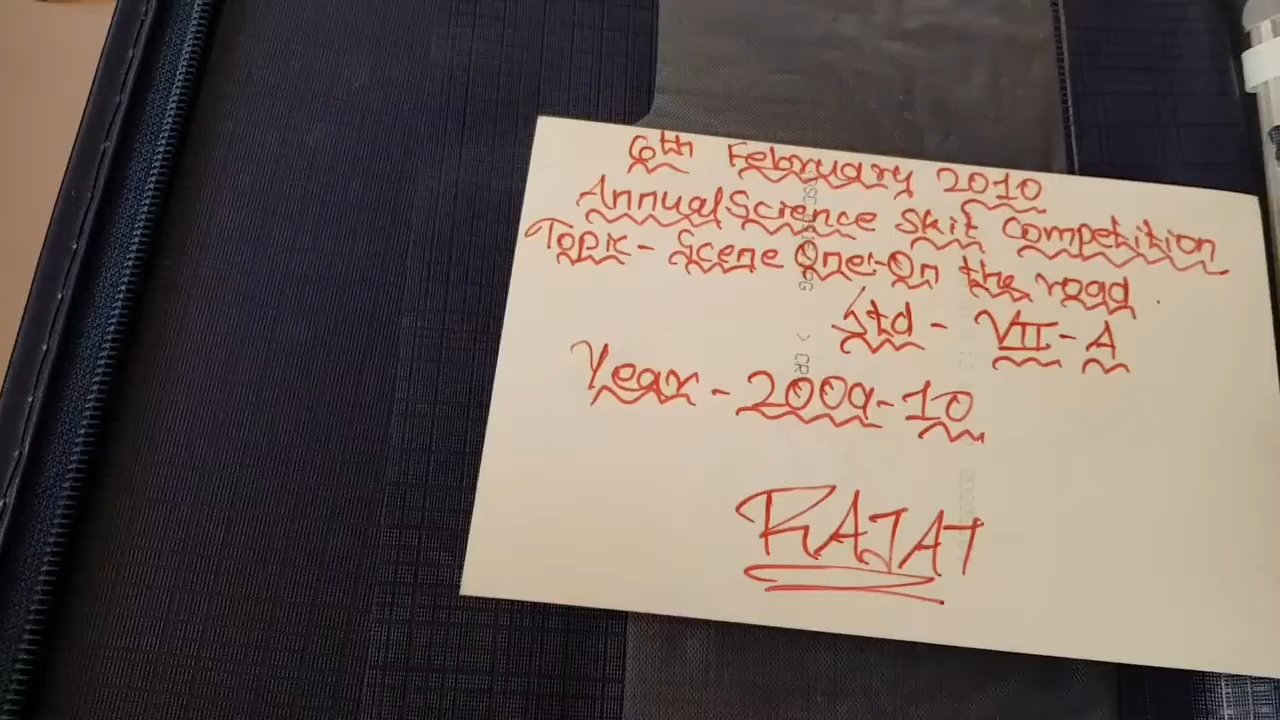 6th February 2010
Annual Science Skit Competition
Topic - Scene One:-On the road.
Std - VII - A
Year - 2009-10
RAJAT